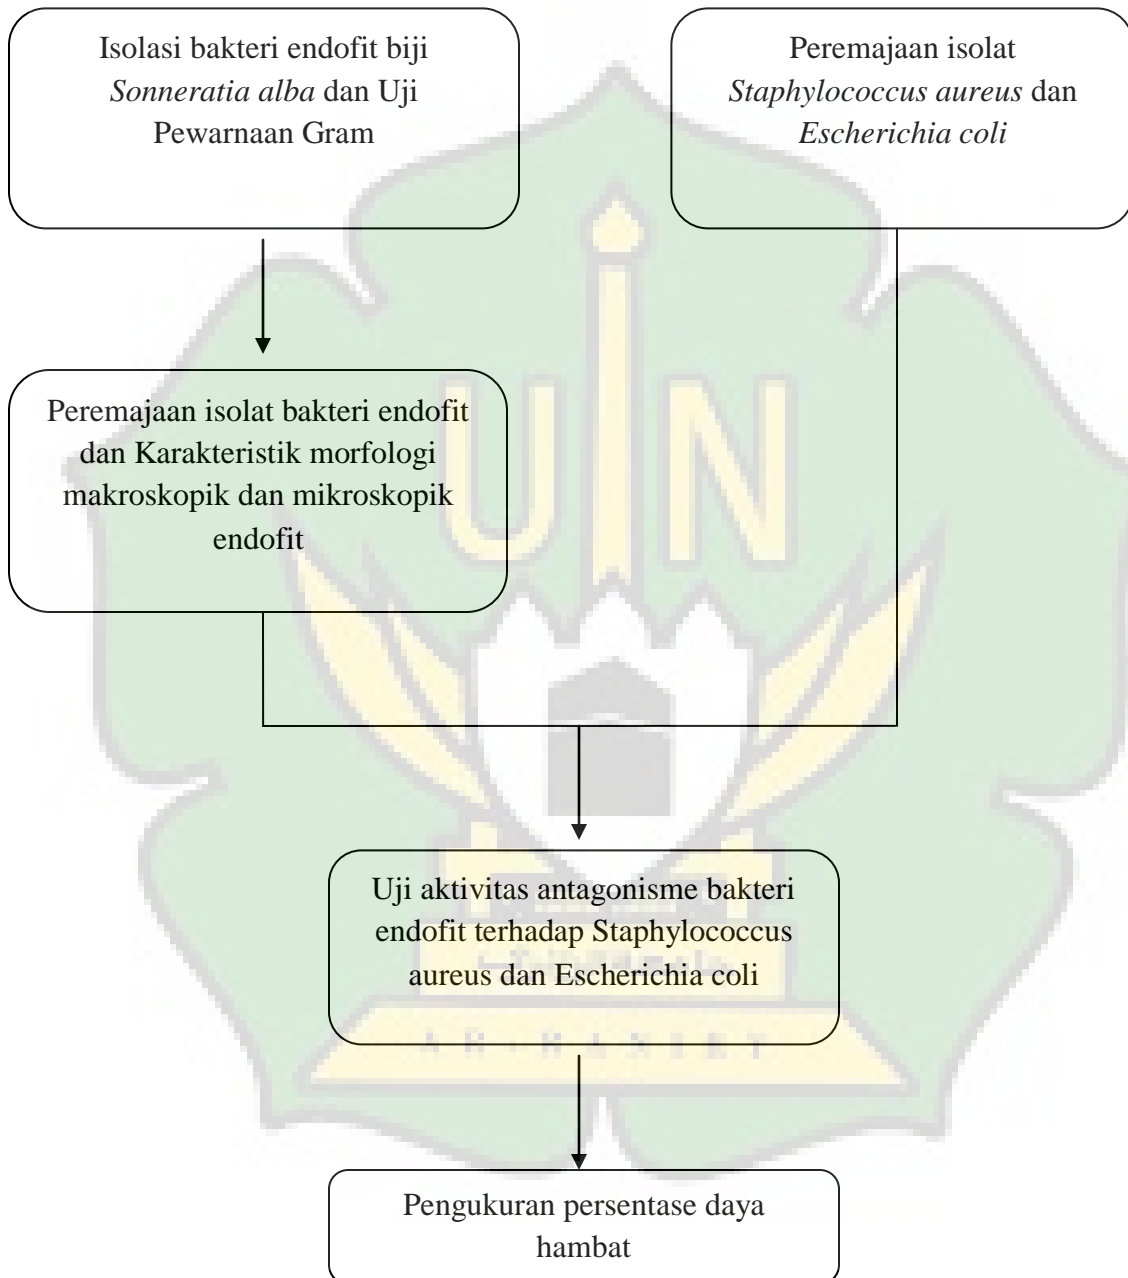 Isolasi bakteri endofit biji
Sonneratia alba dan Uji
Pewarnaan Gram
Peremajaan isolat
Staphylococcus aureus dan
Escherichia coli
Peremajaan isolat bakteri endofit
dan Karakteristik morfologi
makroskopik dan mikroskopik
endofit
U I N
Uji aktivitas antagonisme bakteri
endofit terhadap Staphylococcus
aureus dan Escherichia coli
A R - R A N I R Y
Pengukuran persentase daya
hambat